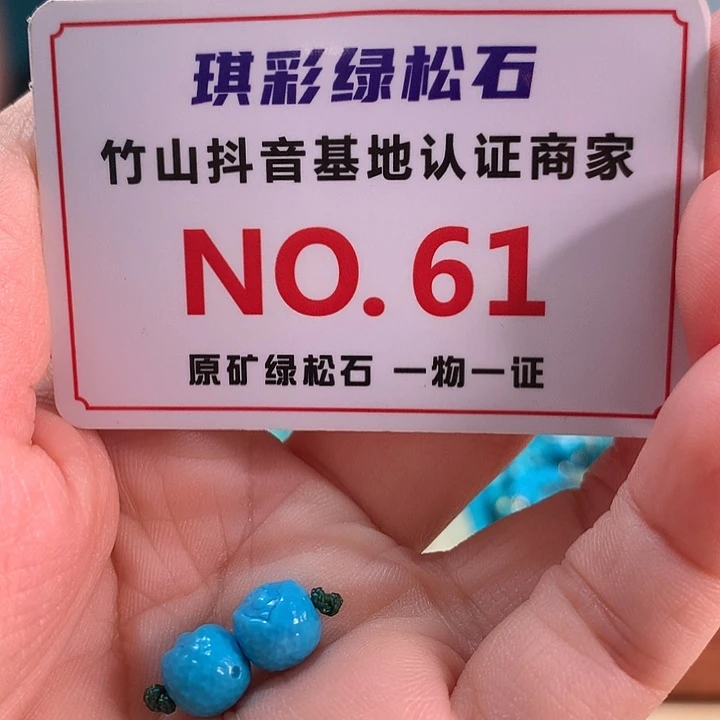 琪彩绿松石
竹山抖音基地认证商家
NO.61
原矿绿松石 一物一证